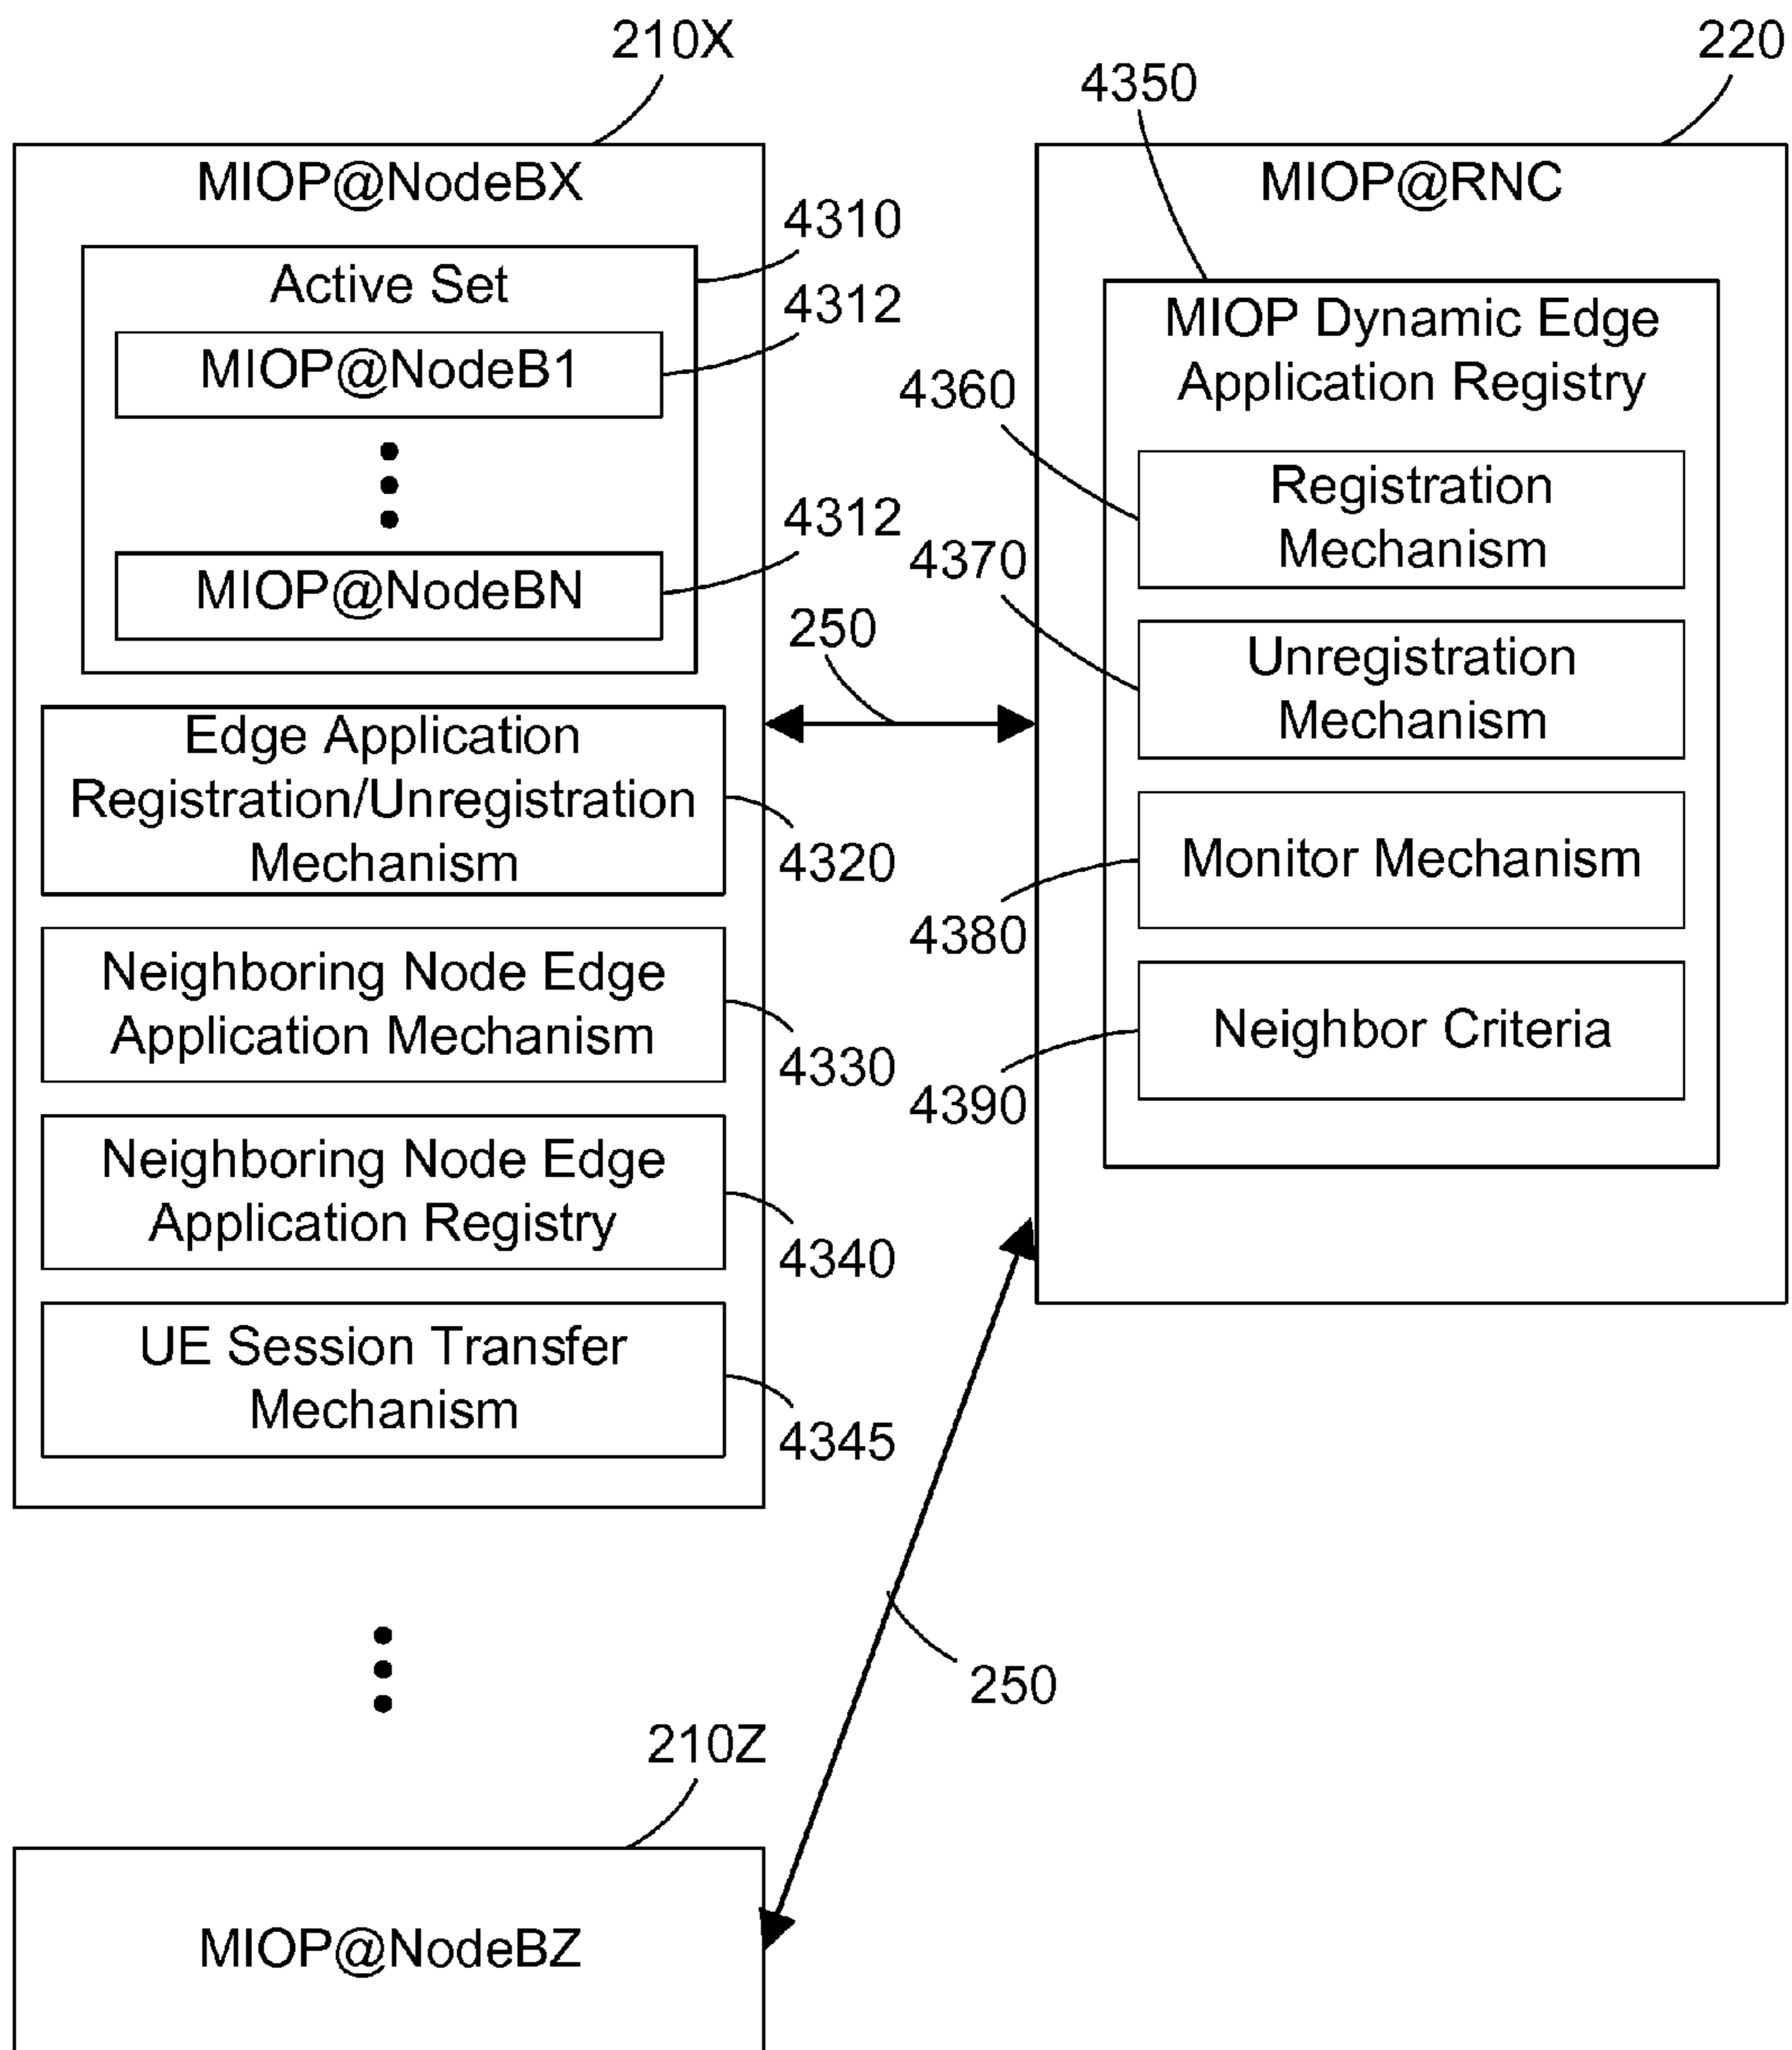 210X
MIOP@NodeBX
4310
Active Set
4312
MIOP@NodeB1
4312
MIOP@NodeBN
250
Edge Application
Registration/Unregistration
Mechanism
4320
Neighboring Node Edge
Application Mechanism
4330
Neighboring Node Edge
Application Registry
4340
UE Session Transfer
Mechanism
4345
220
4350
MIOP@RNC
MIOP Dynamic Edge
Application Registry
4360
Registration
Mechanism
4370
Unregistration
Mechanism
Monitor Mechanism
4380
Neighbor Criteria
4390
250
210Z
MIOP@NodeBZ